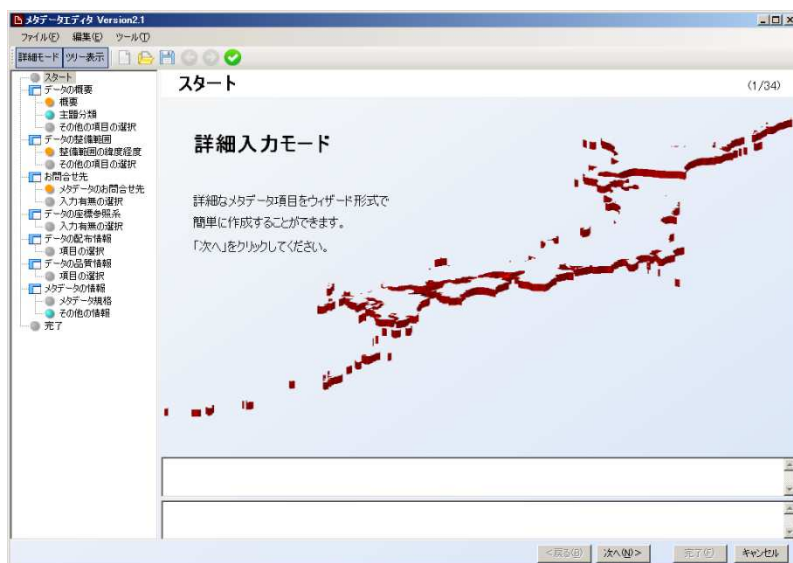 メタデータエディタ Version2.1
ファイル(F) 編集(E) ツール(T)
詳細モード ツリー表示
スタート
データの概要
概要
主題分類
その他の項目の選択
データの整備範囲
整備範囲の緯度経度
その他の項目の選択
お問合せ先
メタデータのお問合せ先
入力有無の選択
データの座標参照系
入力有無の選択
データの配布情報
項目の選択
データの品質情報
項目の選択
メタデータの情報
メタデータ規格
その他の情報
完了
スタート
(1/34)
詳細入力モード
詳細なメタデータ項目をウィザード形式で
簡単に作成することができます。
「次へ」をクリックしてください。
<戻る(B) 次へ(N)> 完了(F) キャンセル